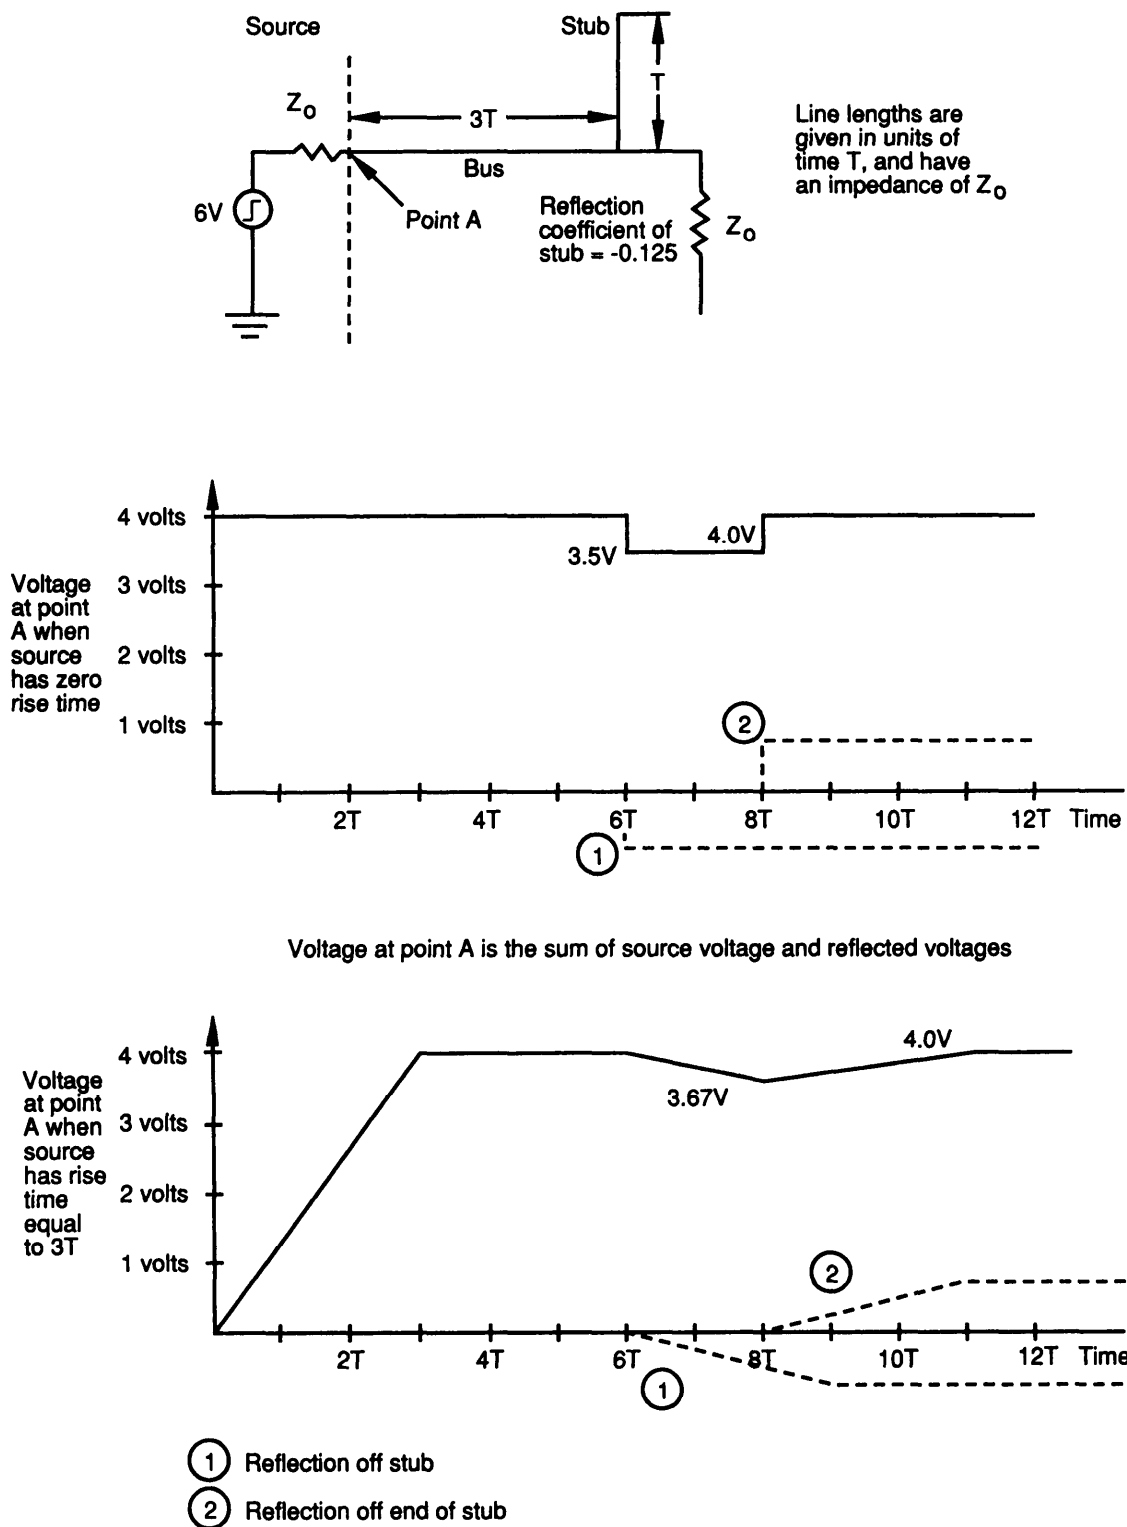 Source
Stub
T
Zo
3T
Line lengths are
given in units of
time T, and have
an impedance of Zo
Bus
6V
Point A
Reflection
coefficient of
stub = -0.125
Zo
4 volts
4.0V
3.5V
Voltage
at point
A when
source
has zero
rise time
3 volts
2 volts
1 volts
2
2T
4T
6T
8T
10T
12T
Time
1
Voltage at point A is the sum of source voltage and reflected voltages
4 volts
4.0V
Voltage
at point
A when
source
has rise
time
equal
to 3T
3.67V
3 volts
2 volts
1 volts
2
2T
4T
6T
8T
10T
12T
Time
1
1 Reflection off stub
2 Reflection off end of stub